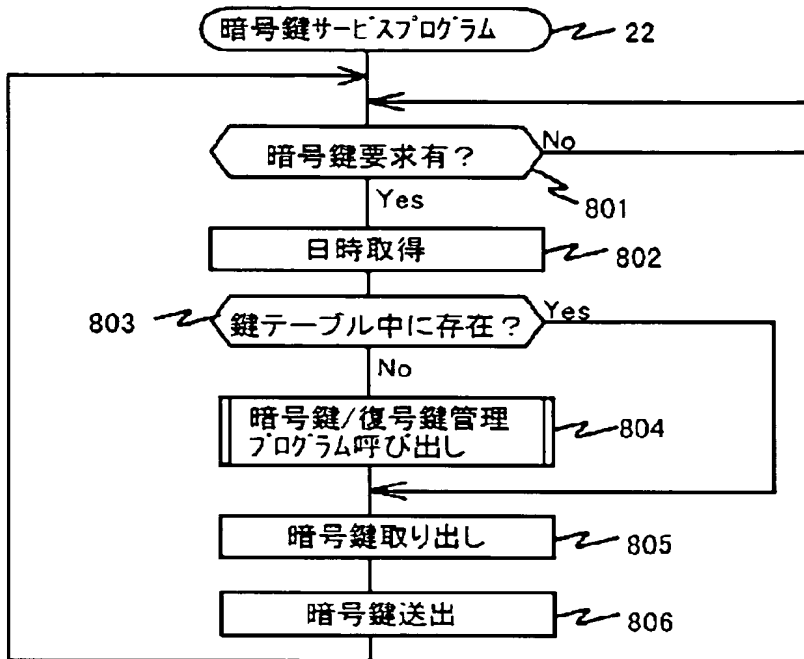 暗号鍵サービスプログラム
22
暗号鍵要求有?
No
801
Yes
日時取得
802
803
鍵テーブル中に存在?
Yes
No
暗号鍵/復号鍵管理
プログラム呼び出し
804
暗号鍵取り出し
805
暗号鍵送出
806